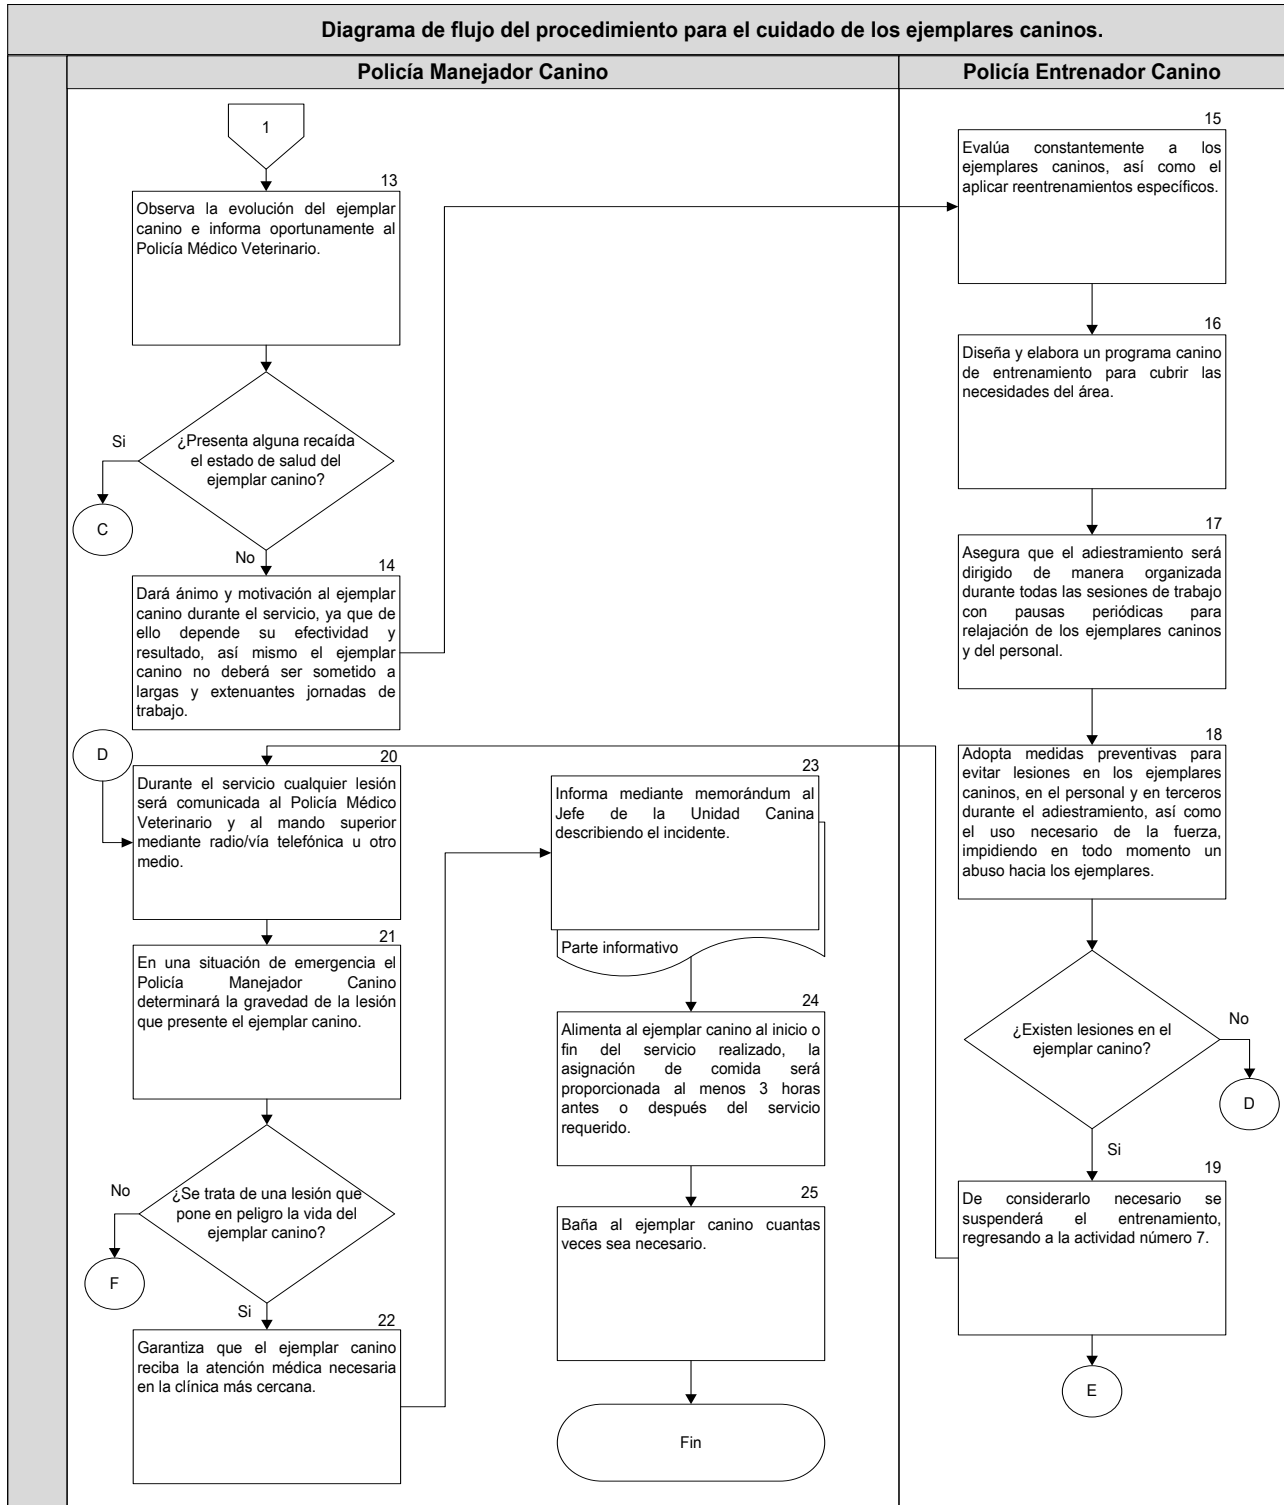 Diagrama de flujo del procedimiento para el cuidado de los ejemplares caninos.
Policía Manejador Canino
Policía Entrenador Canino
1
13
Observa la evolución del ejemplar
canino e informa oportunamente al
Policía Médico Veterinario.
¿Presenta alguna recaída
el estado de salud del
ejemplar canino?
Si
C
No
14
Dará ánimo y motivación al ejemplar
canino durante el servicio, ya que de
ello depende su efectividad y
resultado, así mismo el ejemplar
canino no deberá ser sometido a
largas y extenuantes jornadas de
trabajo.
15
Evalúa constantemente a los
ejemplares caninos, así como el
aplicar reentrenamientos específicos.
16
Diseña y elabora un programa canino
de entrenamiento para cubrir las
necesidades del área.
17
Asegura que el adiestramiento será
dirigido de manera organizada
durante todas las sesiones de trabajo
con pausas periódicas para
relajación de los ejemplares caninos
y del personal.
18
Adopta medidas preventivas para
evitar lesiones en los ejemplares
caninos, en el personal y en terceros
durante el adiestramiento, así como
el uso necesario de la fuerza,
impidiendo en todo momento un
abuso hacia los ejemplares.
¿Existen lesiones en el
ejemplar canino?
No
D
Si
19
De considerarlo necesario se
suspenderá el entrenamiento,
regresando a la actividad número 7.
E
D
20
Durante el servicio cualquier lesión
será comunicada al Policía Médico
Veterinario y al mando superior
mediante radio/vía telefónica u otro
medio.
21
En una situación de emergencia el
Policía Manejador Canino
determinará la gravedad de la lesión
que presente el ejemplar canino.
¿Se trata de una lesión que
pone en peligro la vida del
ejemplar canino?
No
F
Si
22
Garantiza que el ejemplar canino
reciba la atención médica necesaria
en la clínica más cercana.
23
Informa mediante memorándum al
Jefe de la Unidad Canina
describiendo el incidente.
Parte informativo
24
Alimenta al ejemplar canino al inicio o
fin del servicio realizado, la
asignación de comida será
proporcionada al menos 3 horas
antes o después del servicio
requerido.
25
Baña al ejemplar canino cuantas
veces sea necesario.
Fin